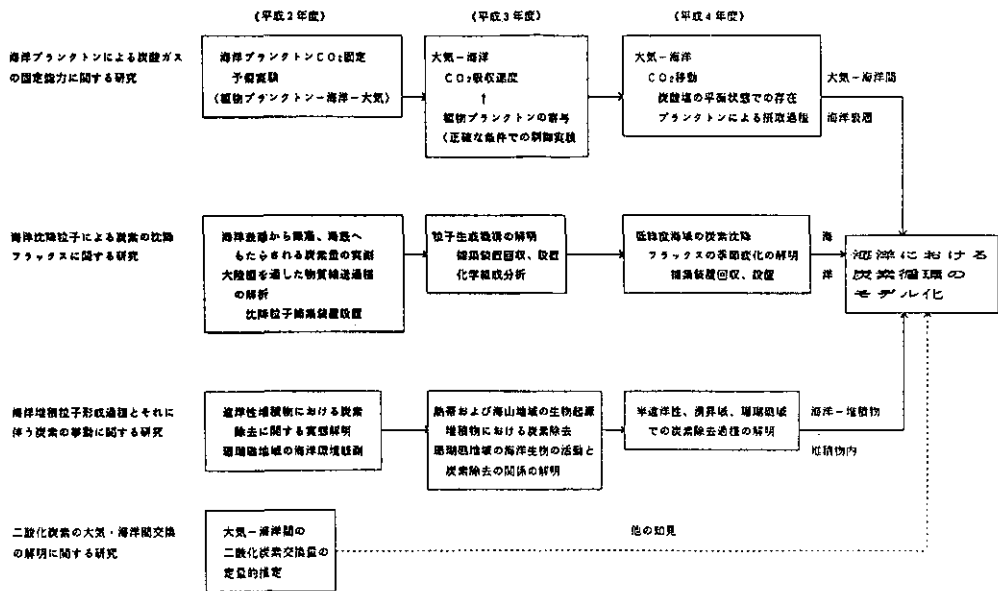 (平成2年度)
(平成3年度)
(平成4年度)
海洋プランクトンによる炭酸ガス
の固定能力に関する研究
海洋プランクトンCO₂固定
予備実験
(植物プランクトン−海洋−大気)
大気−海洋
CO₂吸収速度
↑
植物プランクトンの寄与
(正確な条件での制御実験
大気−海洋
CO₂移動
炭酸塩の平衡状態での存在
プランクトンによる摂取過程
大気−海洋間
海洋表層
海洋沈降粒子による炭素の沈降
フラックスに関する研究
海洋表層から深層、海底へ
もたらされる炭素量の実測
大陸棚を通した物質輸送過程
の解析
沈降粒子捕集装置設置
粒子生成機構の解明
捕集装置回収、設置
化学組成分析
低緯度海域の炭素沈降
フラックスの季節変化の解明
捕集装置回収、設置
海
洋
海洋における
炭素循環の
モデル化
海洋堆積粒子形成過程とそれに
伴う炭素の挙動に関する研究
遠洋性堆積物における炭素
除去に関する実態解明
珊瑚礁地域の海洋環境観測
熱帯および海山地域の生物起源
堆積物における炭素除去
珊瑚礁地域の海洋生物の活動と
炭素除去の関係の解明
半遠洋性、湧昇域、珊瑚礁域
での炭素除去過程の解明
海洋−堆積物
堆積物内
二酸化炭素の大気・海洋間交換
の解明に関する研究
大気−海洋間の
二酸化炭素交換量の
定量的推定
他の知見